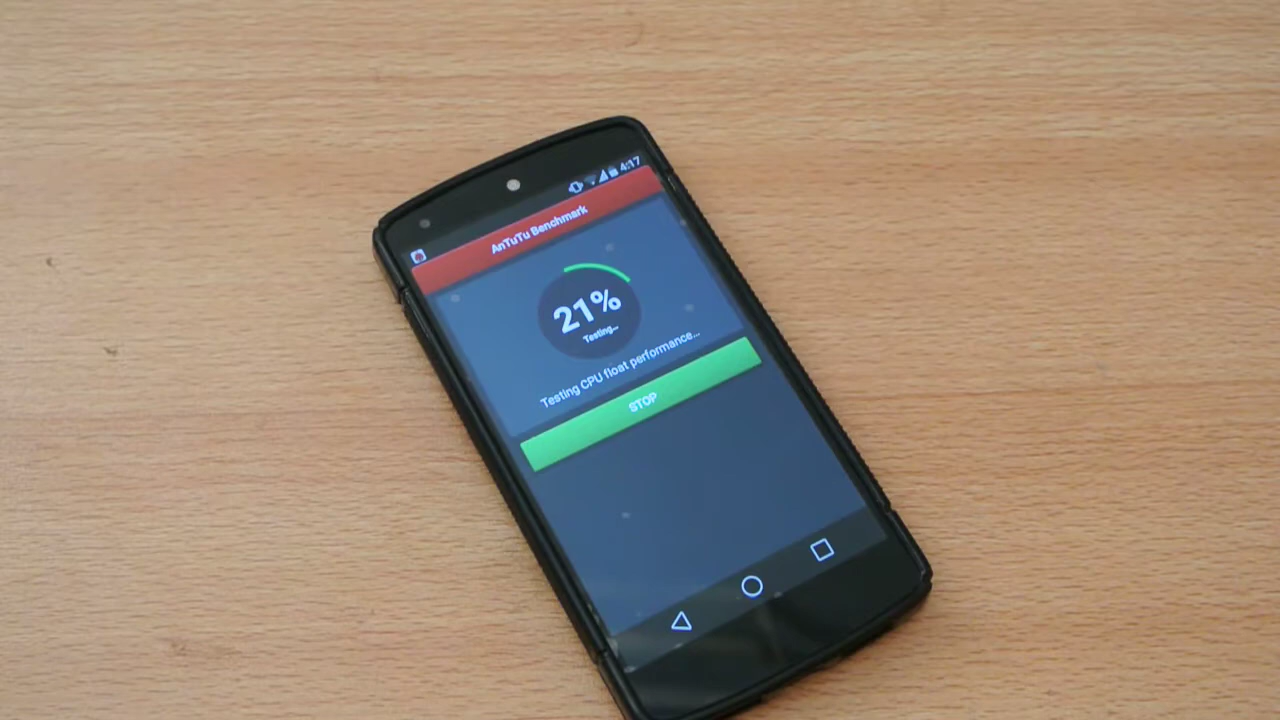 4:17
AnTuTu Benchmark
21%
Testing...
Testing CPU float performance...
STOP